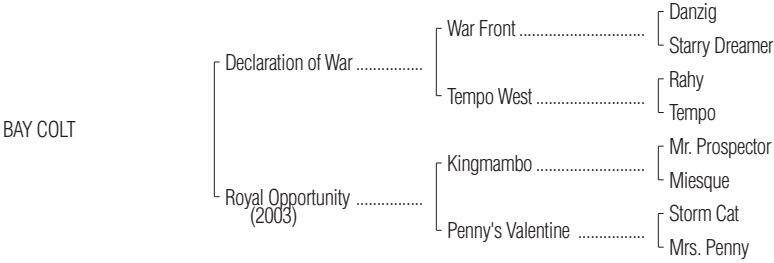 Danzig
War Front ..............................
Starry Dreamer
Declaration of War ................
Rahy
Tempo West ..........................
Tempo
BAY COLT
Mr. Prospector
Kingmambo ...........................
Miesque
Royal Opportunity ................
(2003)
Storm Cat
Penny's Valentine ................
Mrs. Penny